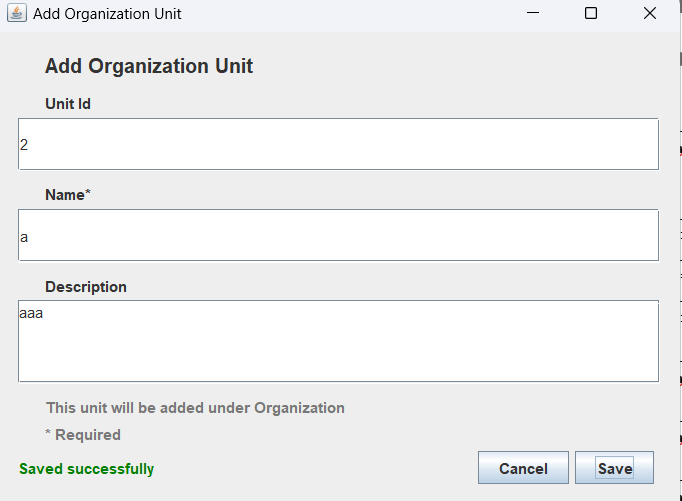 Add Organization Unit
Add Organization Unit
Unit Id
2
Name*
a
Description
aaa
This unit will be added under Organization
* Required
Saved successfully
Cancel
Save